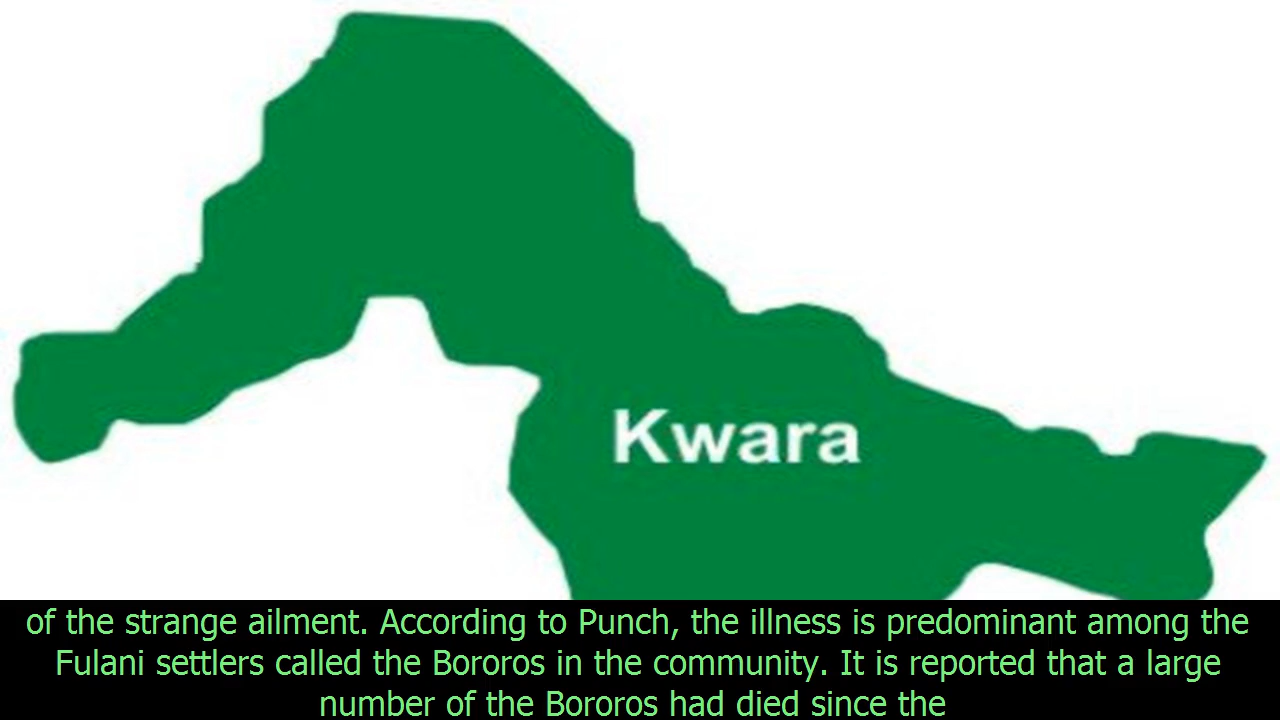 Kwara
of the strange ailment. According to Punch, the illness is predominant among the
Fulani settlers called the Bororos in the community. It is reported that a large
number of the Bororos had died since the